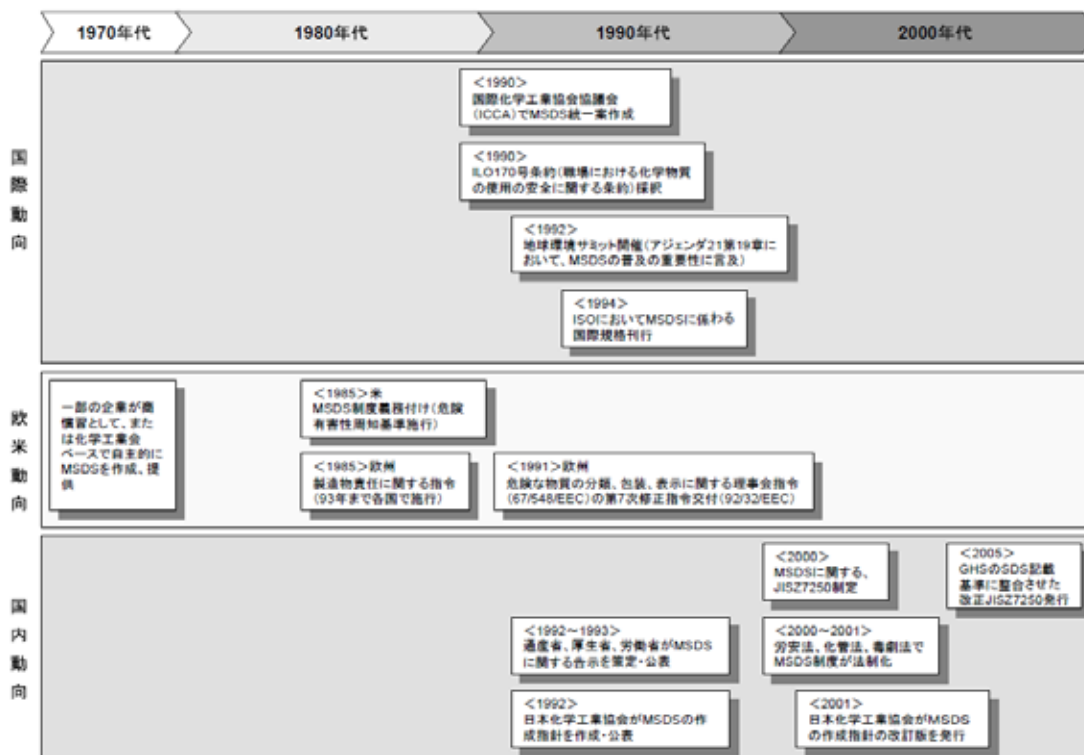 1970年代
1980年代
1990年代
2000年代
国際動向
＜1990＞
国際化学工業協会協議会
（ICCA）でMSDS統一案作成
＜1990＞
ILO170号条約（職場における化学物質
の使用の安全に関する条約）採択
＜1992＞
地球環境サミット開催（アジェンダ21第19章に
おいて、MSDSの普及の重要性に言及）
＜1994＞
ISOにおいてMSDSに係わる
国際規格刊行
欧米動向
一部の企業が商
慣習として、また
は化学工業会
ベースで自主的に
MSDSを作成、提
供
＜1985＞米
MSDS制度義務付け（危険
有害性周知基準施行）
＜1985＞欧州
製造物責任に関する指令
（93年まで各国で施行）
＜1991＞欧州
危険な物質の分類、包装、表示に関する理事会指令
（67/548/EEC）の第7次修正指令交付（92/32/EEC）
国内動向
＜2000＞
MSDSに関する、
JISZ7250制定
＜2005＞
GHSのSDS記載
基準に整合させた
改正JISZ7250発行
＜1992～1993＞
通産省、厚生省、労働省がMSDS
に関する告示を策定・公表
＜2000～2001＞
労安法、化管法、毒劇法で
MSDS制度が法制化
＜1992＞
日本化学工業協会がMSDSの作
成指針を作成・公表
＜2001＞
日本化学工業協会がMSDS
の作成指針の改訂版を発行